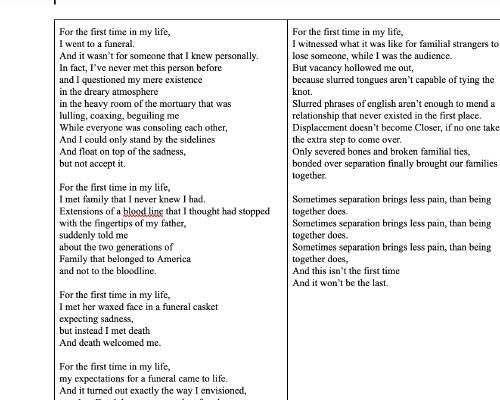 For the first time in my life,
I went to a funeral.
And it wasn't for someone that I knew personally.
In fact, I've never met this person before
and I questioned my mere existence
in the dreary atmosphere
in the heavy room of the mortuary that was
lulling, coaxing, beguiling me
While everyone was consoling each other,
And I could only stand by the sidelines
And float on top of the sadness,
but not accept it.
For the first time in my life,
I met family that I never knew I had.
Extensions of a blood line that I thought had stopped
with the fingertips of my father,
suddenly told me
about the two generations of
Family that belonged to America
and not to the bloodline.
For the first time in my life,
I met her waxed face in a funeral casket
expecting sadness,
but instead I met death
And death welcomed me.
For the first time in my life,
my expectations for a funeral came to life.
And it turned out exactly the way I envisioned,
For the first time in my life,
I witnessed what it was like for familial strangers to
lose someone, while I was the audience.
But vacancy hollowed me out,
because slurred tongues aren't capable of tying the
knot.
Slurred phrases of english aren't enough to mend a
relationship that never existed in the first place.
Displacement doesn't become Closer, if no one take
the extra step to come over.
Only severed bones and broken familial ties,
bonded over separation finally brought our families
together.
Sometimes separation brings less pain, than being
together does.
Sometimes separation brings less pain, than being
together does.
Sometimes separation brings less pain, than being
together does,
And this isn't the first time
And it won't be the last.